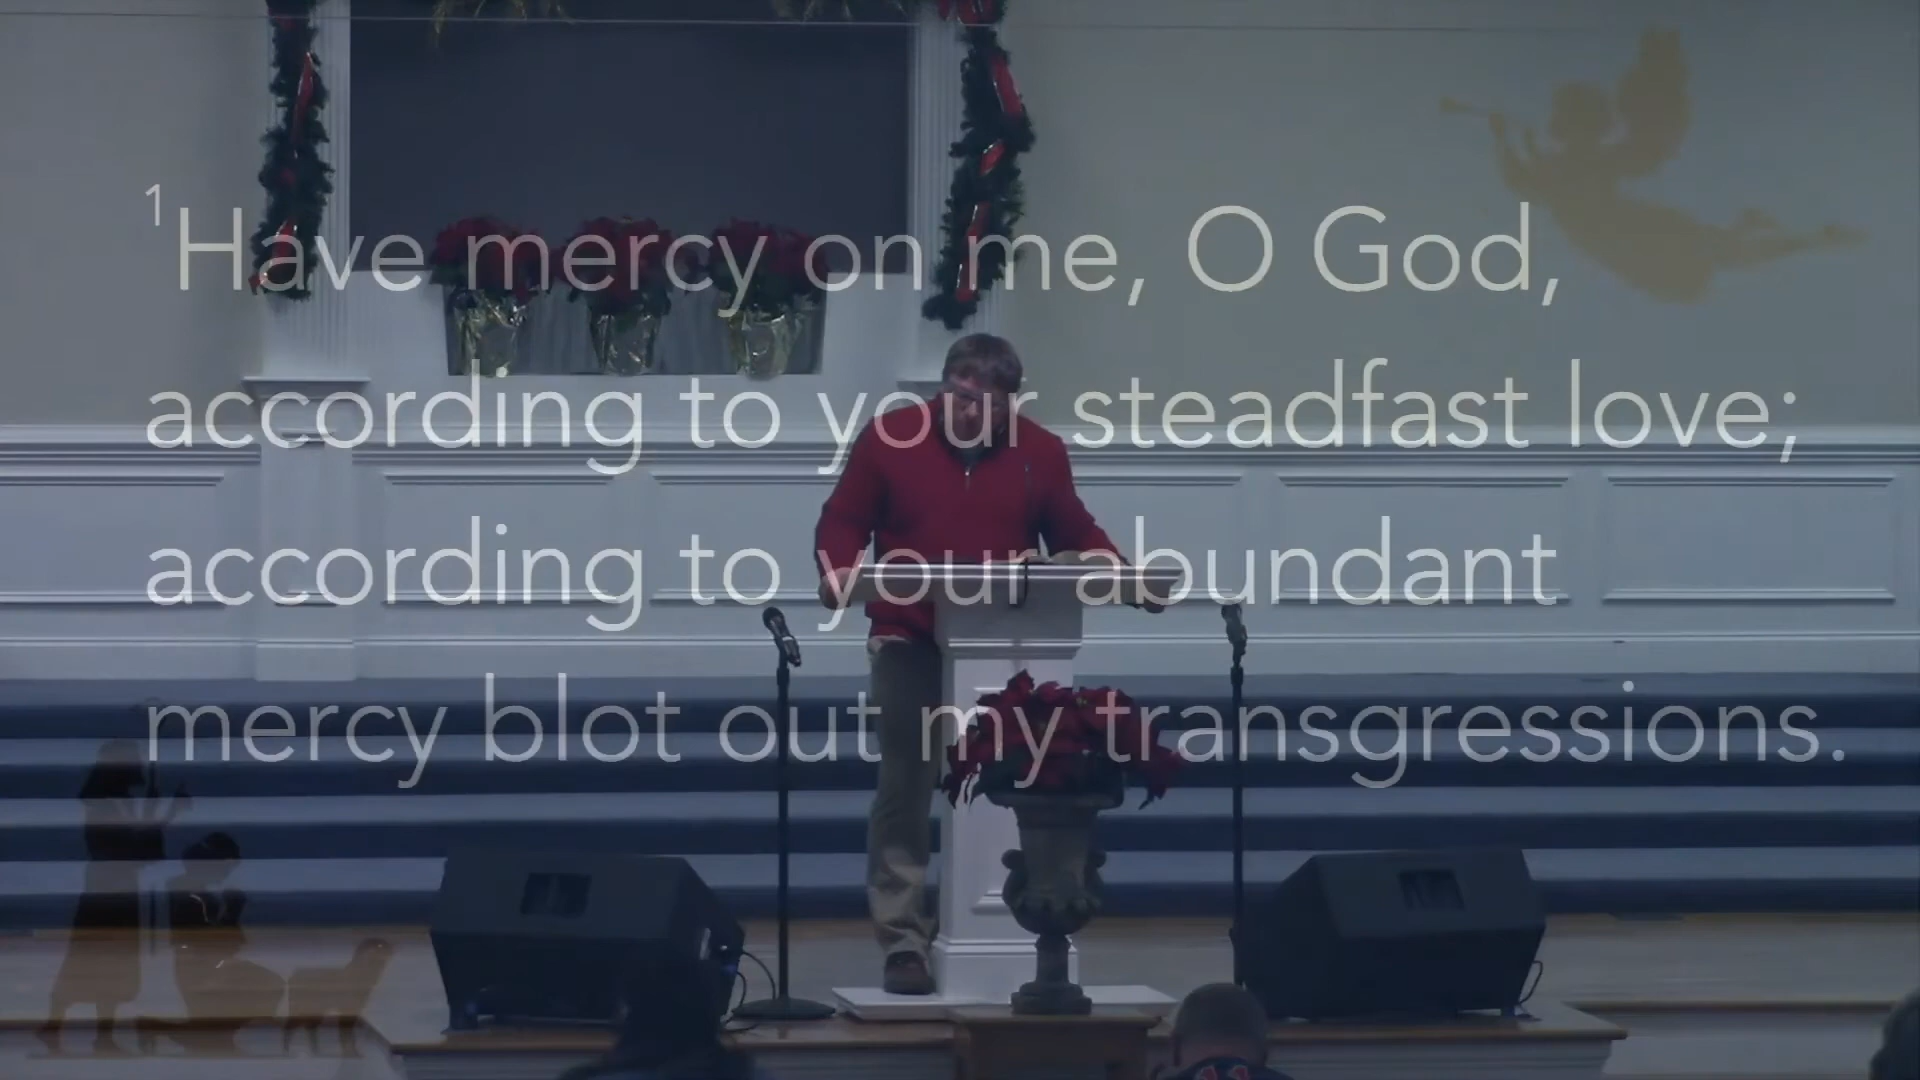 1Have mercy on me, O God,
according to your steadfast love;
according to your abundant
mercy blot out my transgressions.